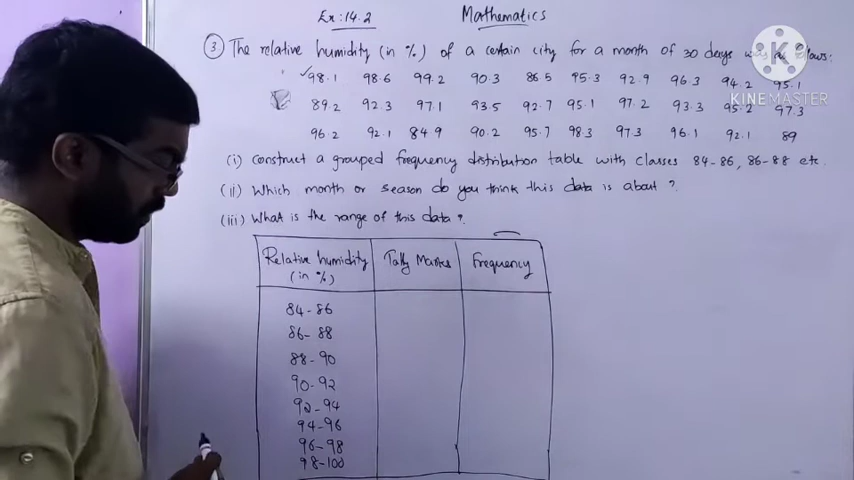 Ex: 14.2 Mathematics
③ The relative humidity (in %) of a certain city for a month of 30 days was as follows:
98.1 98.6 99.2 90.3 86.5 95.3 92.9 96.3 94.2 95.1
89.2 92.3 97.1 93.5 92.7 95.1 97.2 93.3 95.2 97.3
96.2 92.1 84.9 90.2 95.7 98.3 97.3 96.1 92.1 89
(i) construct a grouped frequency distribution table with classes 84-86, 86-88 etc.
(ii) Which month or season do you think this data is about?
(iii) What is the range of this data?
Relative humidity (in %) Tally Marks Frequency
84-86
86-88
88-90
90-92
92-94
94-96
96-98
98-100
KINEMASTER